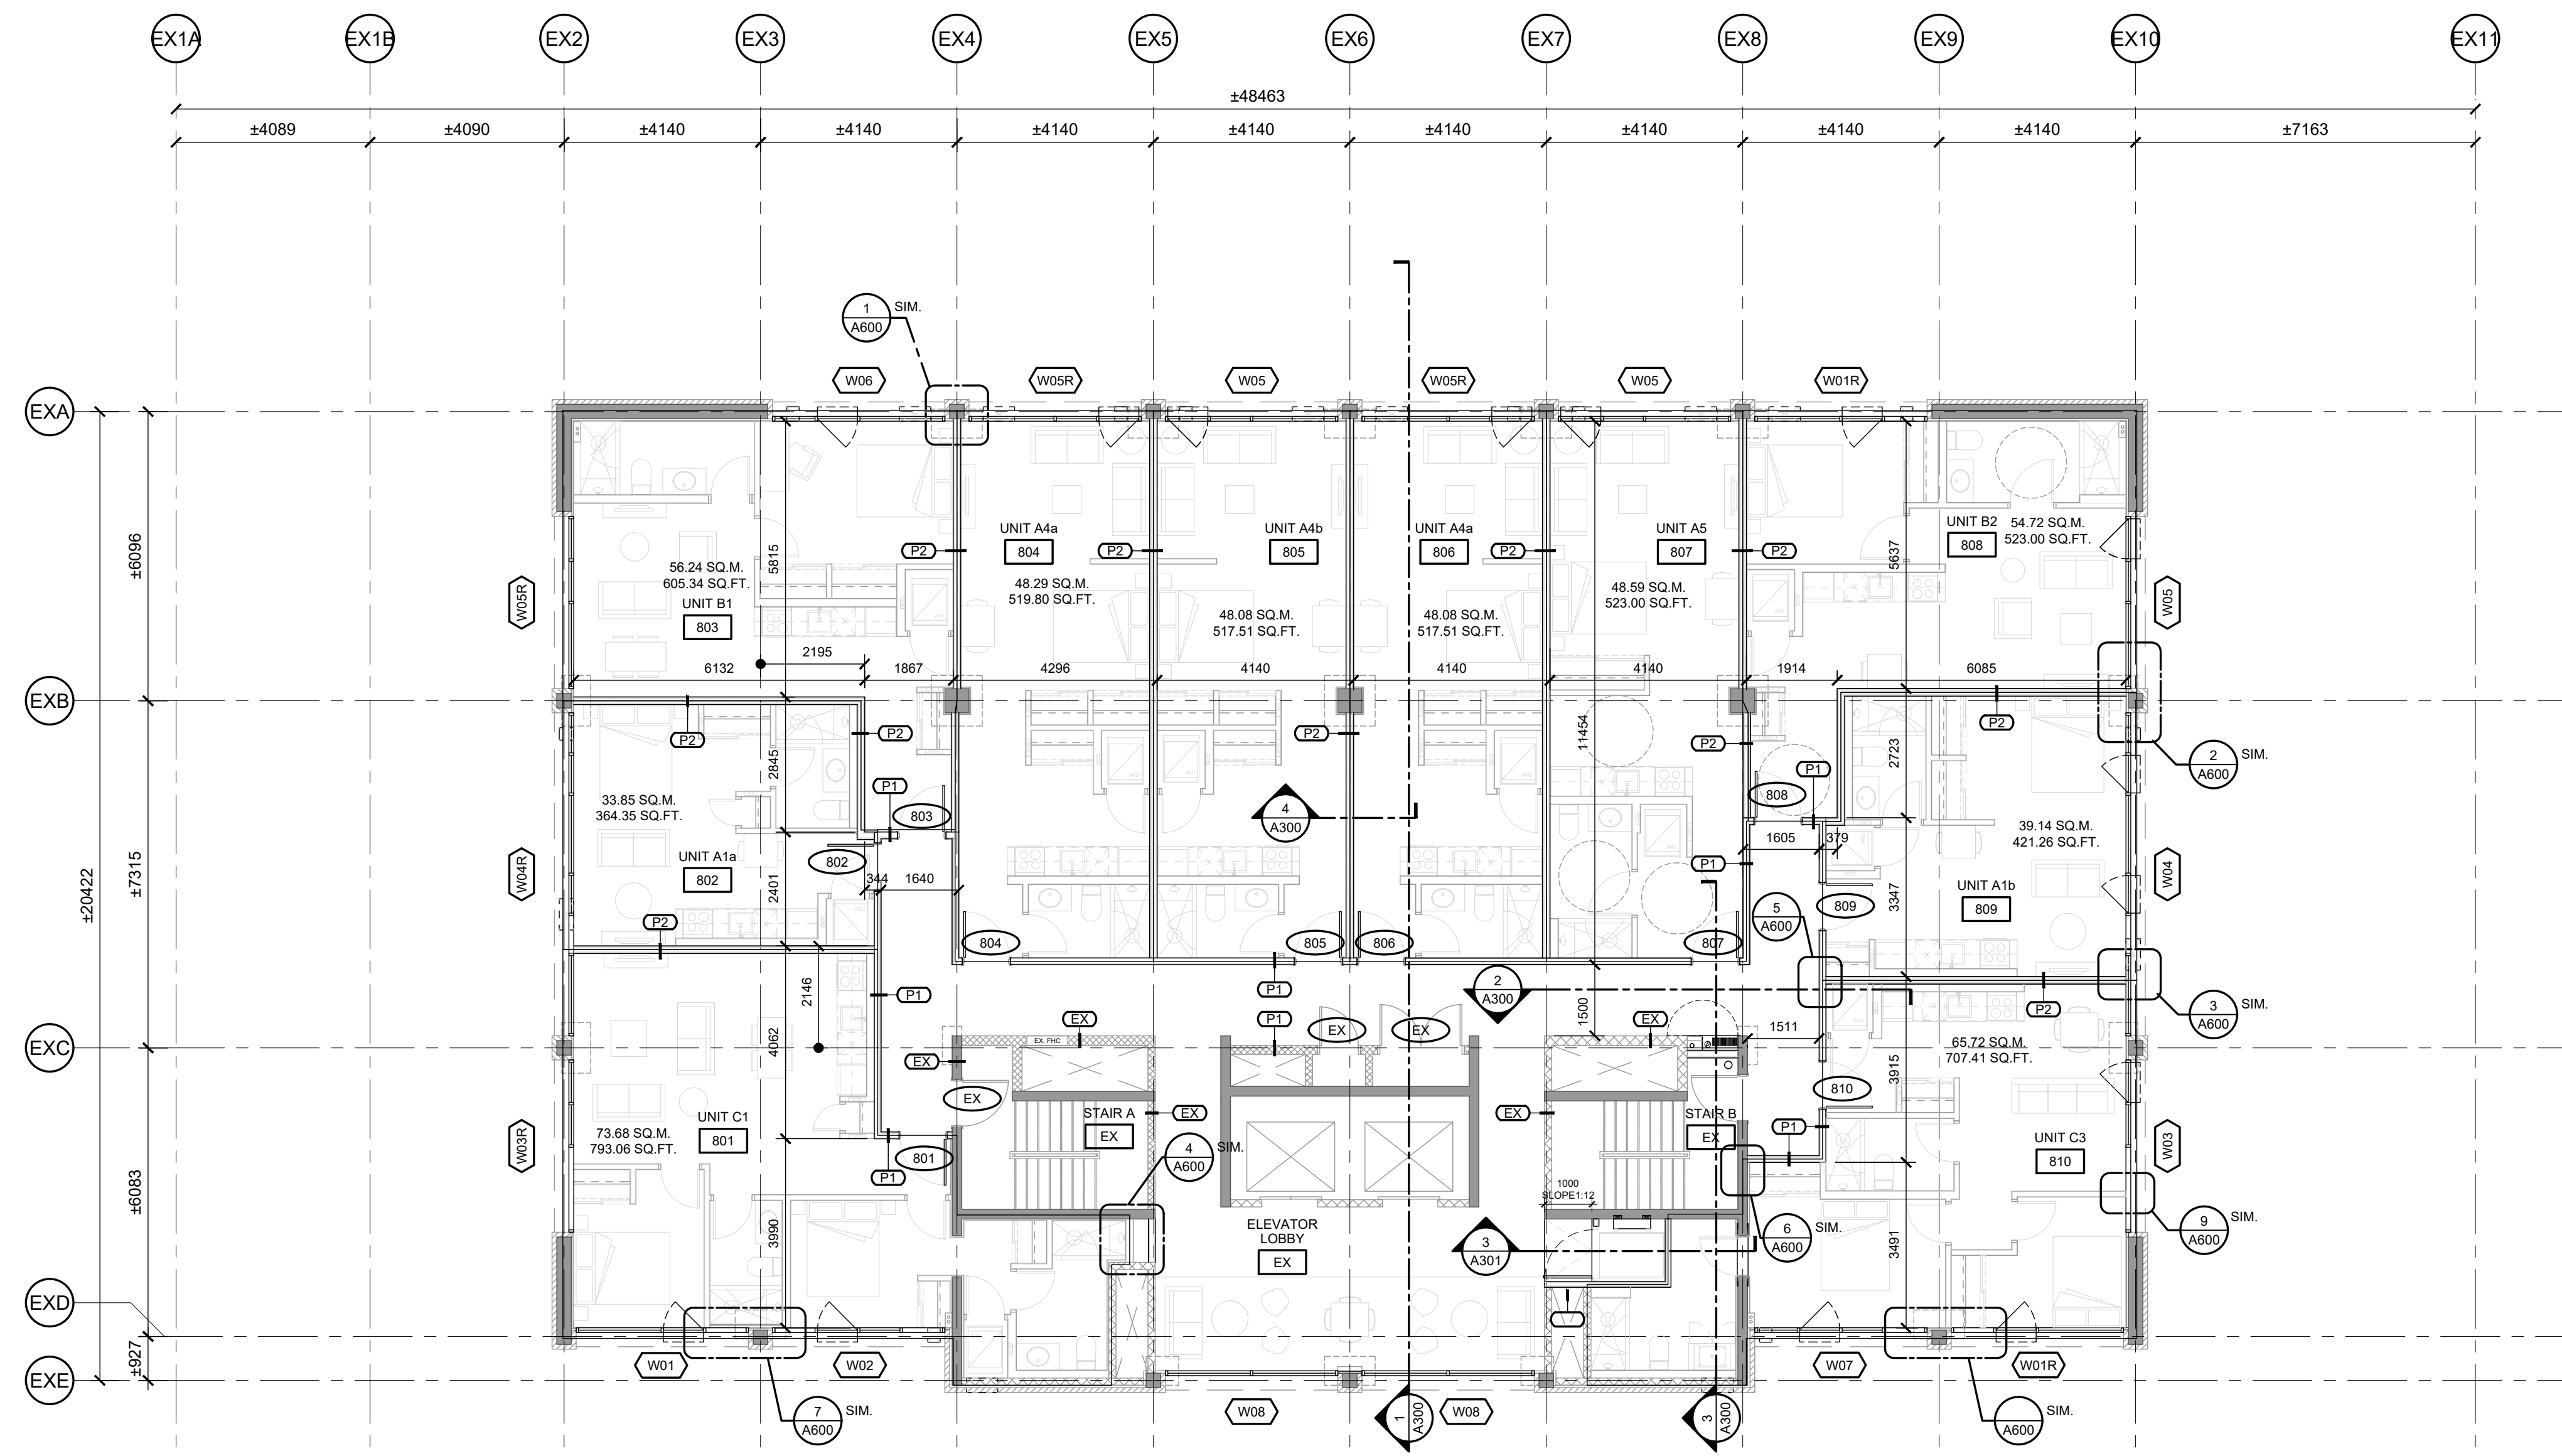 EX1A EX1B EX2 EX3 EX4 EX5 EX6 EX7 EX8 EX9 EX10 EX11
±48463
±4089 ±4090 ±4140 ±4140 ±4140 ±4140 ±4140 ±4140 ±4140 ±4140 ±7163
1 SIM.
A600
W06 W05R W05 W05R W05 W01R
EXA
±6096
±20422
W05R
5815
56.24 SQ.M.
605.34 SQ.FT.
UNIT B1
803
P2
UNIT A4a
804
48.29 SQ.M.
519.80 SQ.FT.
P2
UNIT A4b
805
48.08 SQ.M.
517.51 SQ.FT.
UNIT A4a
806
48.08 SQ.M.
517.51 SQ.FT.
P2
UNIT A5
807
48.59 SQ.M.
523.00 SQ.FT.
P2
5637
UNIT B2
808
54.72 SQ.M.
523.00 SQ.FT.
W05
2195
6132 1867 4296 4140 4140 4140 1914 6085
EXB
±7315
P2
P2
P2
P2
P2
11454
2845
P1
803
808
P1
2723
2 SIM.
A600
33.85 SQ.M.
364.35 SQ.FT.
W04R
UNIT A1a
802
802
2401
344 1640
4
A300
1605 379
P1
39.14 SQ.M.
421.26 SQ.FT.
UNIT A1b
809
809
3347
W04
P2
804 805 806 807
5
A600
2146
P1
P1
2
A300
1500
P2
3 SIM.
A600
EXC
±6083
4062
EX
EX. FHC
EX
P1
EX EX
EX
1511
65.72 SQ.M.
707.41 SQ.FT.
3915
810
EX
STAIR A
EX
EX
EX
STAIR B
EX
P1
UNIT C1
801
73.68 SQ.M.
793.06 SQ.FT.
W03R
801
P1
4 SIM.
A600
UNIT C3
810
W03
1000
SLOPE1:12
3990
ELEVATOR
LOBBY
EX
3
A301
6 SIM.
A600
3491
9 SIM.
A600
EXD
±927
EXE
W01 W02 W07 W01R
7 SIM.
A600
W08 W08
1
A300
3
A300
SIM.
A600